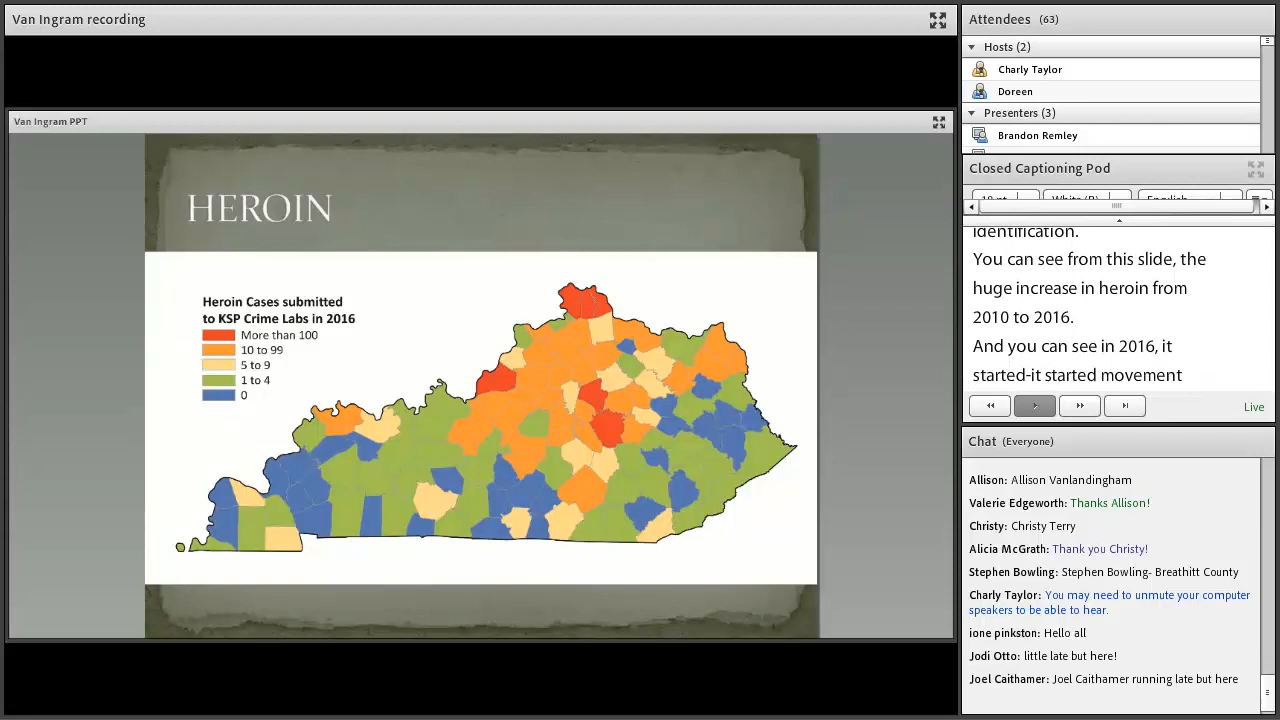 Van Ingram recording
Van Ingram PPT
HEROIN
Heroin Cases submitted
to KSP Crime Labs in 2016
More than 100
10 to 99
5 to 9
1 to 4
0
Attendees (63)
Hosts (2)
Charly Taylor
Doreen
Presenters (3)
Brandon Remley
Closed Captioning Pod
identification.
You can see from this slide, the
huge increase in heroin from
2010 to 2016.
And you can see in 2016, it
started-it started movement
Live
Chat (Everyone)
Allison: Allison Vanlandingham
Valerie Edgeworth: Thanks Allison!
Christy: Christy Terry
Alicia McGrath: Thank you Christy!
Stephen Bowling: Stephen Bowling- Breathitt County
Charly Taylor: You may need to unmute your computer
speakers to be able to hear.
ione pinkston: Hello all
Jodi Otto: little late but here!
Joel Caithamer: Joel Caithamer running late but here